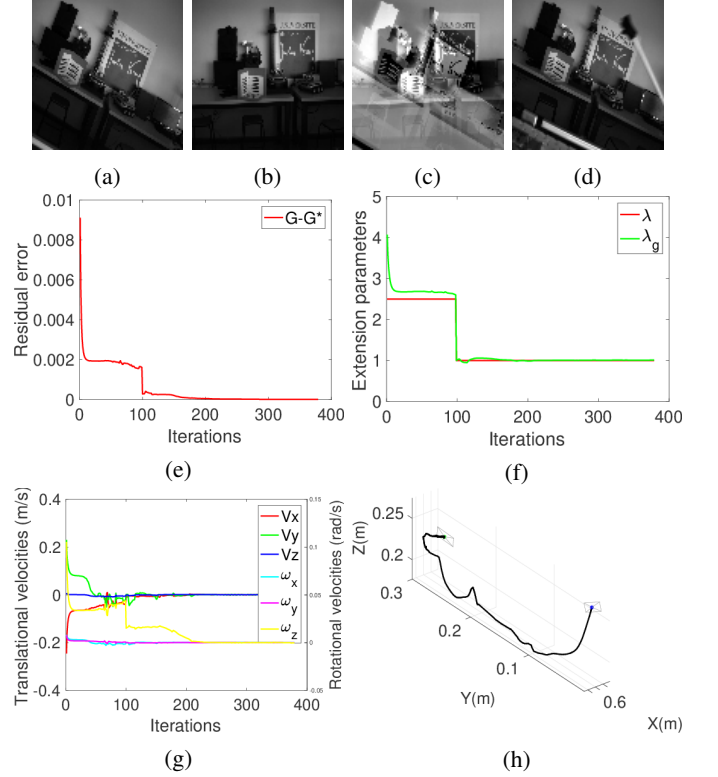 (a) (b) (c) (d)
0.01
0.008
0.006
0.004
0.002
0
Residual error
G-G*
0 100 200 300 400
Iterations
(e)
5
4
3
2
1
0
Extension parameters
λ
λg
0 100 200 300 400
Iterations
(f)
0.4
0.2
0
-0.2
-0.4
Translational velocities (m/s)
Vx
Vy
Vz
ωx
ωy
ωz
0.15
0.1
0.05
0
-0.05
Rotational velocities (rad/s)
0 100 200 300 400
Iterations
(g)
0.25
0.2
Z(m)
0.3
0.2
0.1
Y(m)
0.6
X(m)
(h)